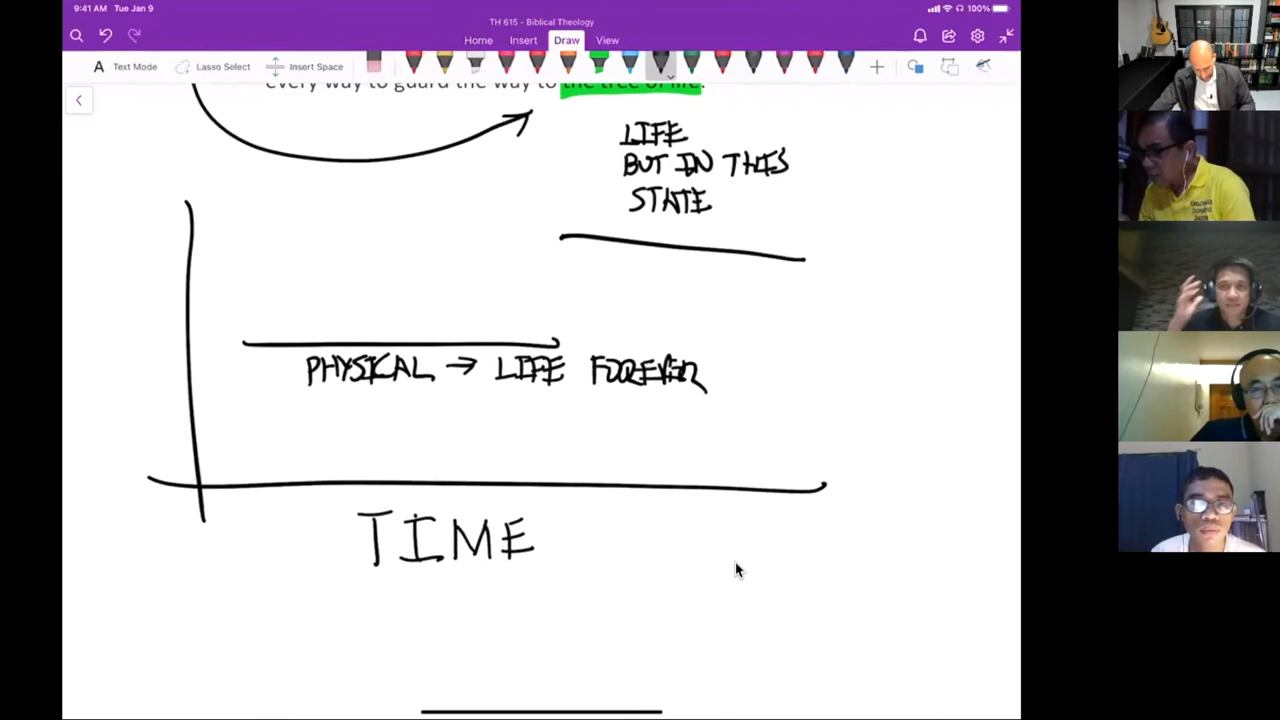 9:41 AM Tue Jan 9
100%
TH 615 - Biblical Theology
Home Insert Draw View
Text Mode Lasso Select Insert Space
every way to guard the way to the tree of life.
LIFE
BUT IN THIS
STATE
PHYSICAL → LIFE FOREVER
TIME